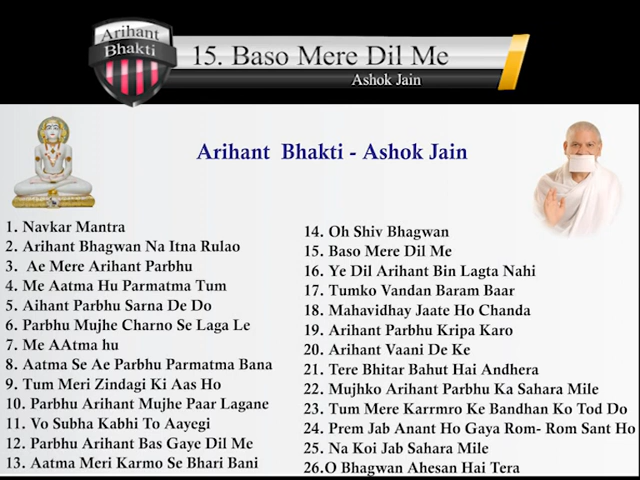 Arihant
Bhakti
15. Baso Mere Dil Me
Ashok Jain
Arihant Bhakti - Ashok Jain
1. Navkar Mantra
2. Arihant Bhagwan Na Itna Rulao
3. Ae Mere Arihant Parbhu
4. Me Aatma Hu Parmatma Tum
5. Aihant Parbhu Sarna De Do
6. Parbhu Mujhe Charno Se Laga Le
7. Me AAtma hu
8. Aatma Se Ae Parbhu Parmatma Bana
9. Tum Meri Zindagi Ki Aas Ho
10. Parbhu Arihant Mujhe Paar Lagane
11. Vo Subha Kabhi To Aayegi
12. Parbhu Arihant Bas Gaye Dil Me
13. Aatma Meri Karmo Se Bhari Bani
14. Oh Shiv Bhagwan
15. Baso Mere Dil Me
16. Ye Dil Arihant Bin Lagta Nahi
17. Tumko Vandan Baram Baar
18. Mahavidhay Jaate Ho Chanda
19. Arihant Parbhu Kripa Karo
20. Arihant Vaani De Ke
21. Tere Bhitar Bahut Hai Andhera
22. Mujhko Arihant Parbhu Ka Sahara Mile
23. Tum Mere Karrmro Ke Bandhan Ko Tod Do
24. Prem Jab Anant Ho Gaya Rom- Rom Sant Ho
25. Na Koi Jab Sahara Mile
26.O Bhagwan Ahesan Hai Tera